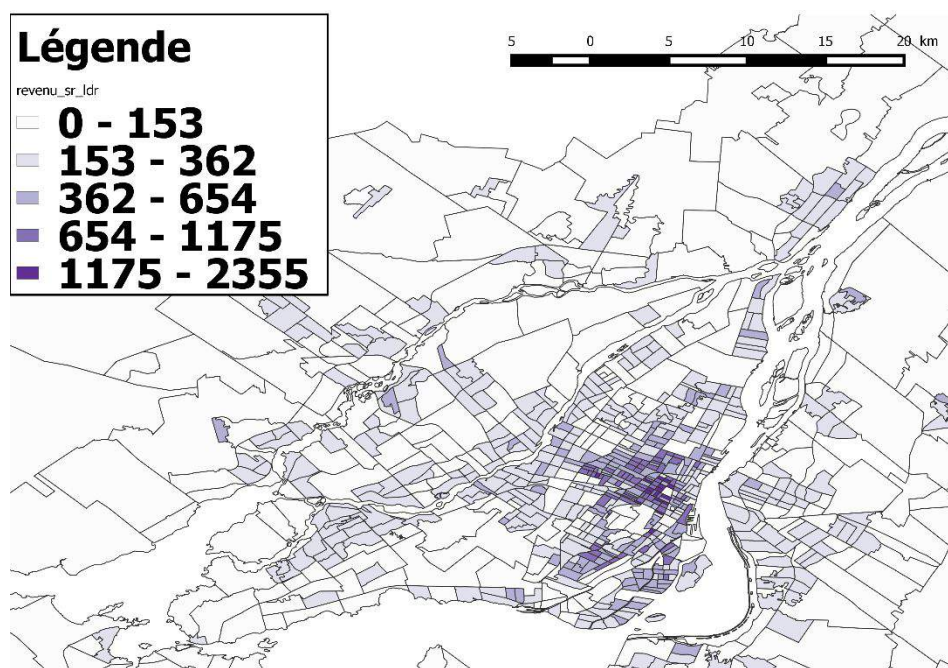 Légende
revenu_sr_ldr
0 - 153
153 - 362
362 - 654
654 - 1175
1175 - 2355
5 0 5 10 15 20 km